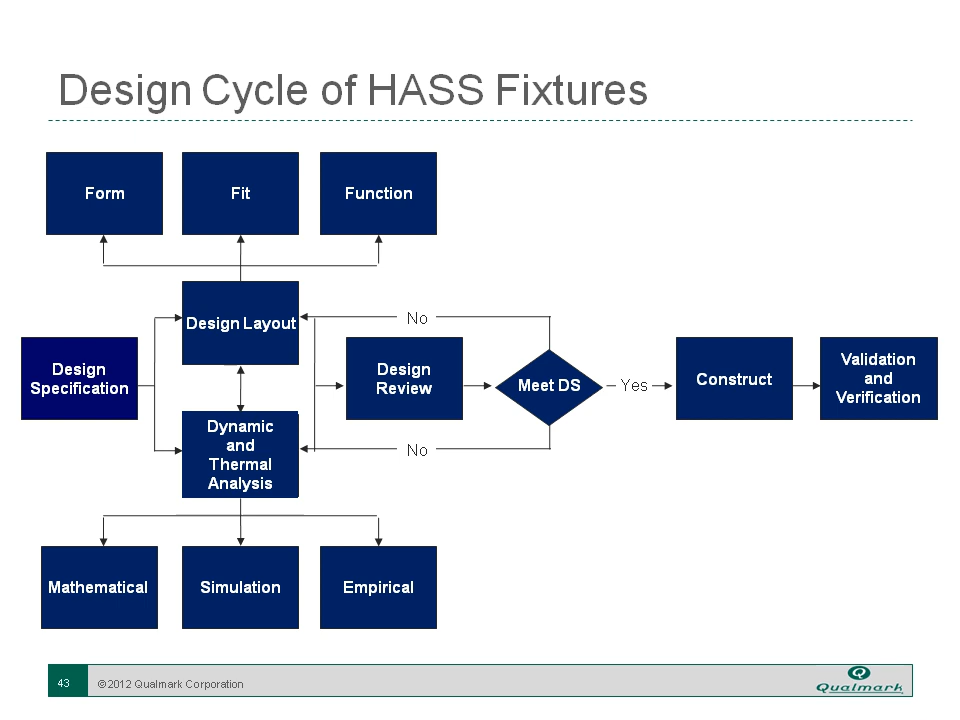 Design Cycle of HASS Fixtures
Form
Fit
Function
Design Layout
No
Design
Specification
Design
Review
Meet DS
Yes
Construct
Validation
and
Verification
Dynamic
and
Thermal
Analysis
No
Mathematical
Simulation
Empirical
43
©2012 Qualmark Corporation
Qualmark